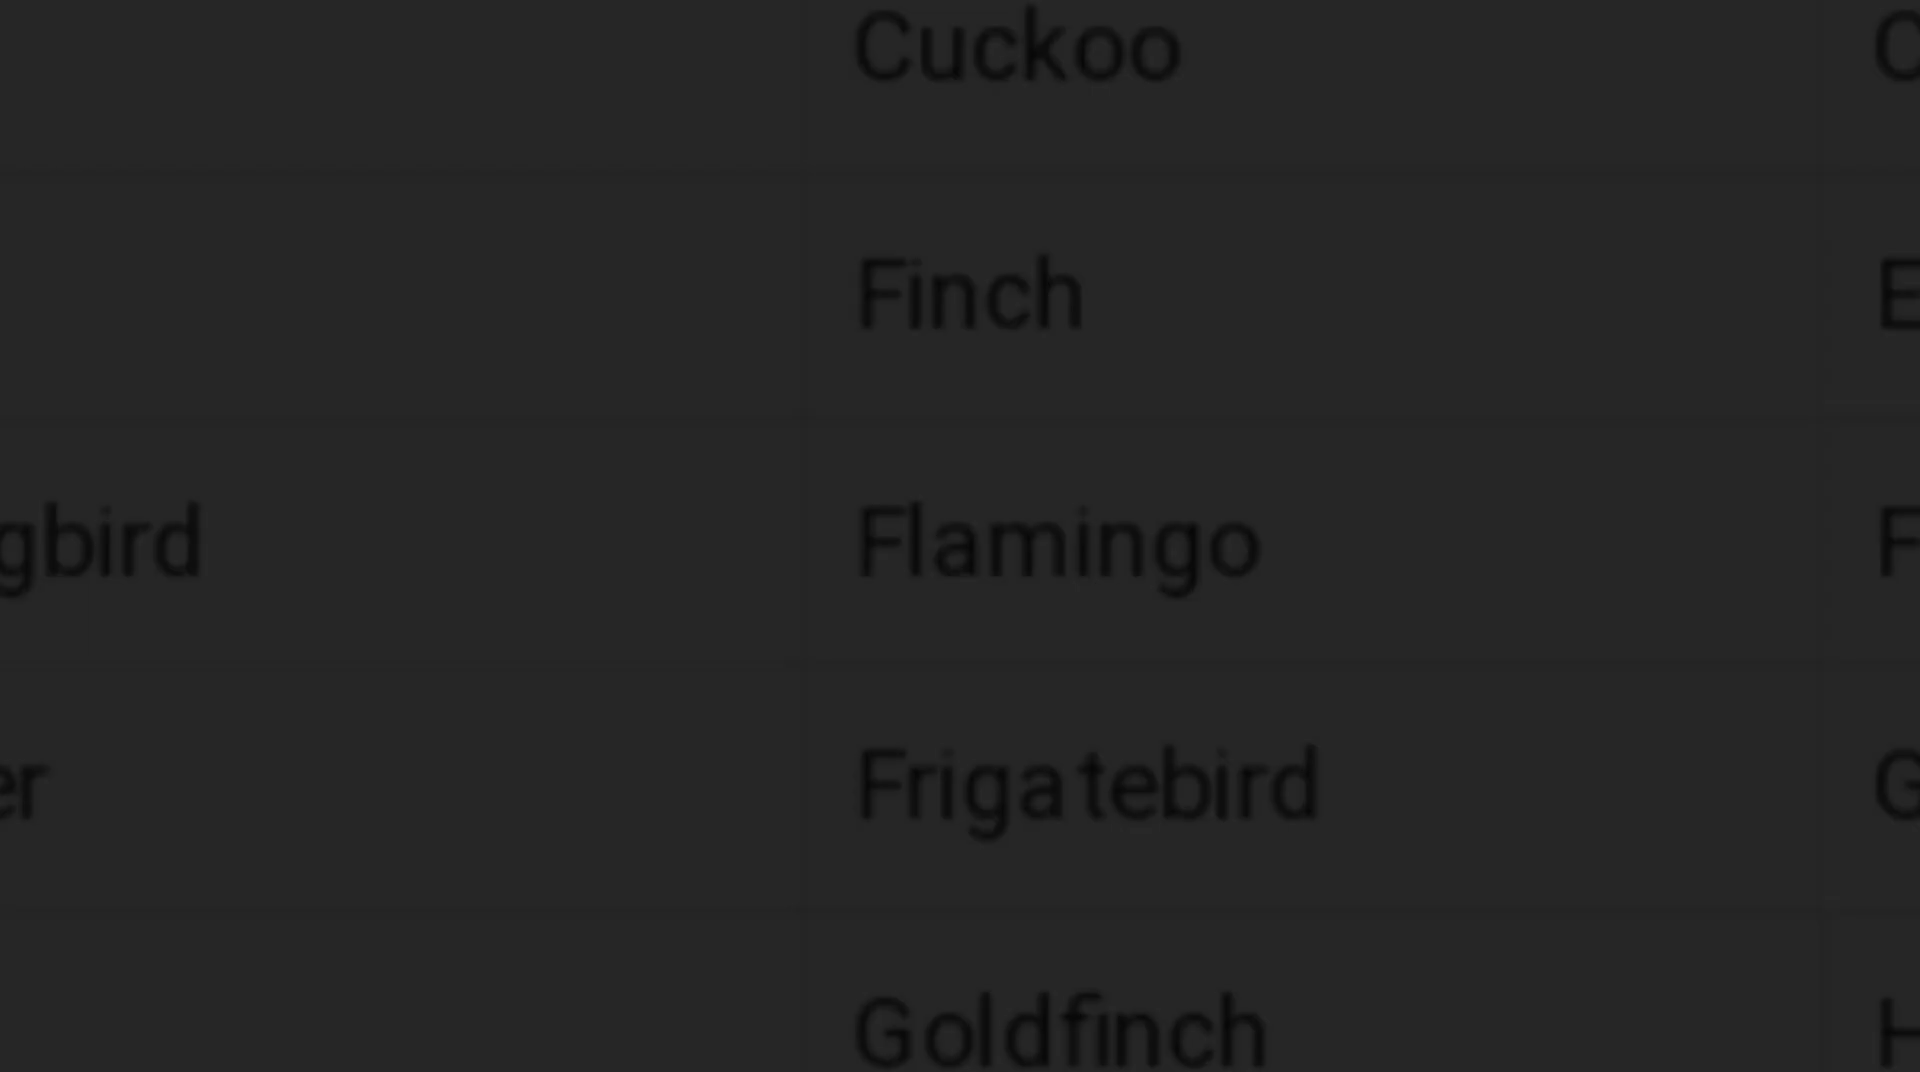 Cuckoo
Finch
gbird Flamingo F
er Frigatebird G
Goldfinch H